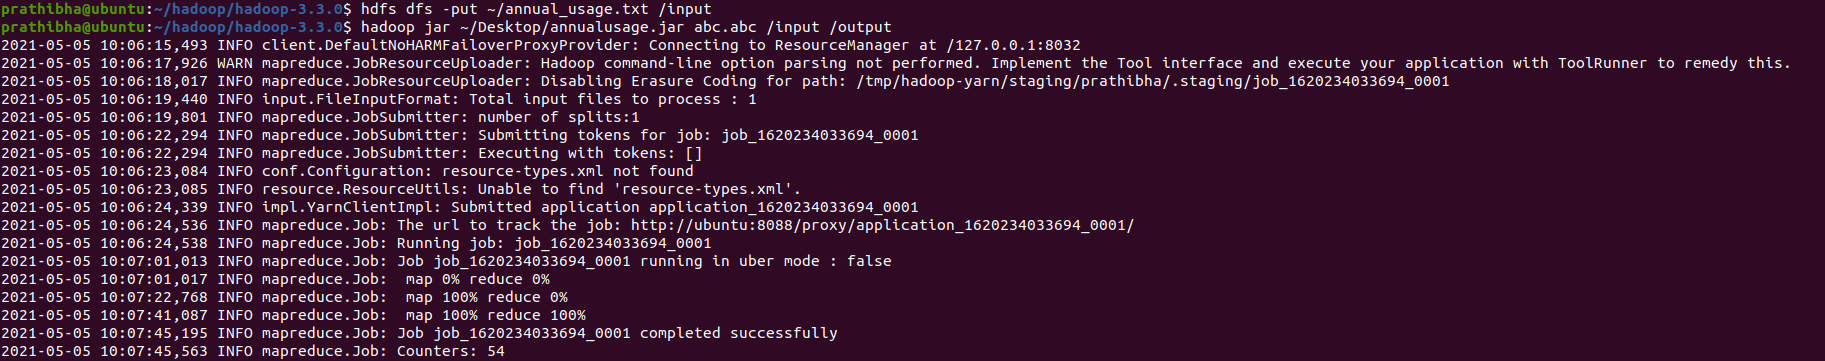 prathibha@ubuntu:~/hadoop/hadoop-3.3.0$ hdfs dfs -put ~/annual_usage.txt /input
prathibha@ubuntu:~/hadoop/hadoop-3.3.0$ hadoop jar ~/Desktop/annualusage.jar abc.abc /input /output
2021-05-05 10:06:15,493 INFO client.DefaultNoHARMFailoverProxyProvider: Connecting to ResourceManager at /127.0.0.1:8032
2021-05-05 10:06:17,926 WARN mapreduce.JobResourceUploader: Hadoop command-line option parsing not performed. Implement the Tool interface and execute your application with ToolRunner to remedy this.
2021-05-05 10:06:18,017 INFO mapreduce.JobResourceUploader: Disabling Erasure Coding for path: /tmp/hadoop-yarn/staging/prathibha/.staging/job_1620234033694_0001
2021-05-05 10:06:19,440 INFO input.FileInputFormat: Total input files to process : 1
2021-05-05 10:06:19,801 INFO mapreduce.JobSubmitter: number of splits:1
2021-05-05 10:06:22,294 INFO mapreduce.JobSubmitter: Submitting tokens for job: job_1620234033694_0001
2021-05-05 10:06:22,294 INFO mapreduce.JobSubmitter: Executing with tokens: []
2021-05-05 10:06:23,084 INFO conf.Configuration: resource-types.xml not found
2021-05-05 10:06:23,085 INFO resource.ResourceUtils: Unable to find 'resource-types.xml'.
2021-05-05 10:06:24,339 INFO impl.YarnClientImpl: Submitted application application_1620234033694_0001
2021-05-05 10:06:24,536 INFO mapreduce.Job: The url to track the job: http://ubuntu:8088/proxy/application_1620234033694_0001/
2021-05-05 10:06:24,538 INFO mapreduce.Job: Running job: job_1620234033694_0001
2021-05-05 10:07:01,013 INFO mapreduce.Job: Job job_1620234033694_0001 running in uber mode : false
2021-05-05 10:07:01,017 INFO mapreduce.Job:  map 0% reduce 0%
2021-05-05 10:07:22,768 INFO mapreduce.Job:  map 100% reduce 0%
2021-05-05 10:07:41,087 INFO mapreduce.Job:  map 100% reduce 100%
2021-05-05 10:07:45,195 INFO mapreduce.Job: Job job_1620234033694_0001 completed successfully
2021-05-05 10:07:45,563 INFO mapreduce.Job: Counters: 54